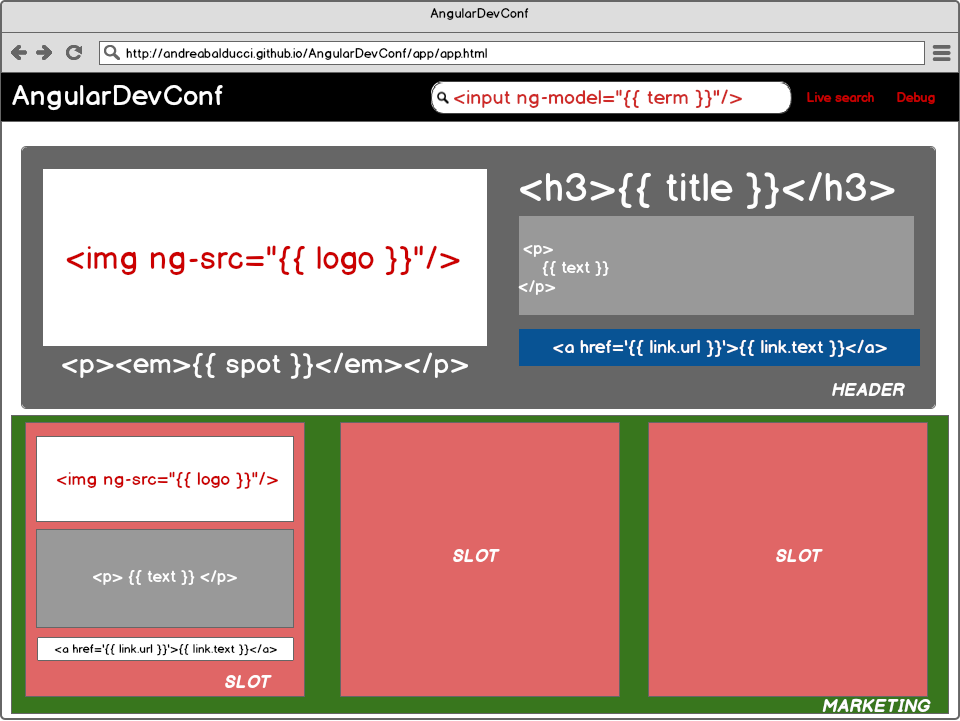 AngularDevConf
http://andreabalducci.github.io/AngularDevConf/app/app.html
AngularDevConf
<input ng-model="{{ term }}"/>
Live search
Debug
<img ng-src="{{ logo }}"/>
<p><em>{{ spot }}</em></p>
<h3>{{ title }}</h3>
<p>
{{ text }}
</p>
<a href='{{ link.url }}'>{{ link.text }}</a>
HEADER
<img ng-src="{{ logo }}"/>
<p> {{ text }} </p>
<a href='{{ link.url }}'>{{ link.text }}</a>
SLOT
SLOT
SLOT
MARKETING